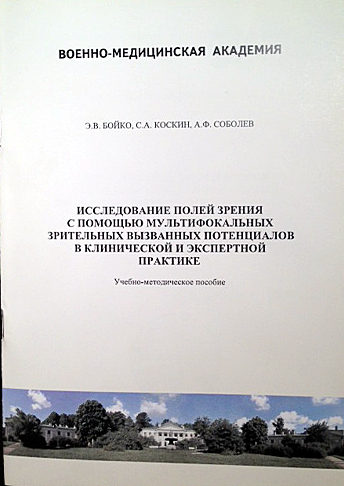 ВОЕННО-МЕДИЦИНСКАЯ АКАДЕМИЯ
Э.В. БОЙКО, С.А. КОСКИН, А.Ф. СОБОЛЕВ
ИССЛЕДОВАНИЕ ПОЛЕЙ ЗРЕНИЯ
С ПОМОЩЬЮ МУЛЬТИФОКАЛЬНЫХ
ЗРИТЕЛЬНЫХ ВЫЗВАННЫХ ПОТЕНЦИАЛОВ
В КЛИНИЧЕСКОЙ И ЭКСПЕРТНОЙ
ПРАКТИКЕ
Учебно-методическое пособие